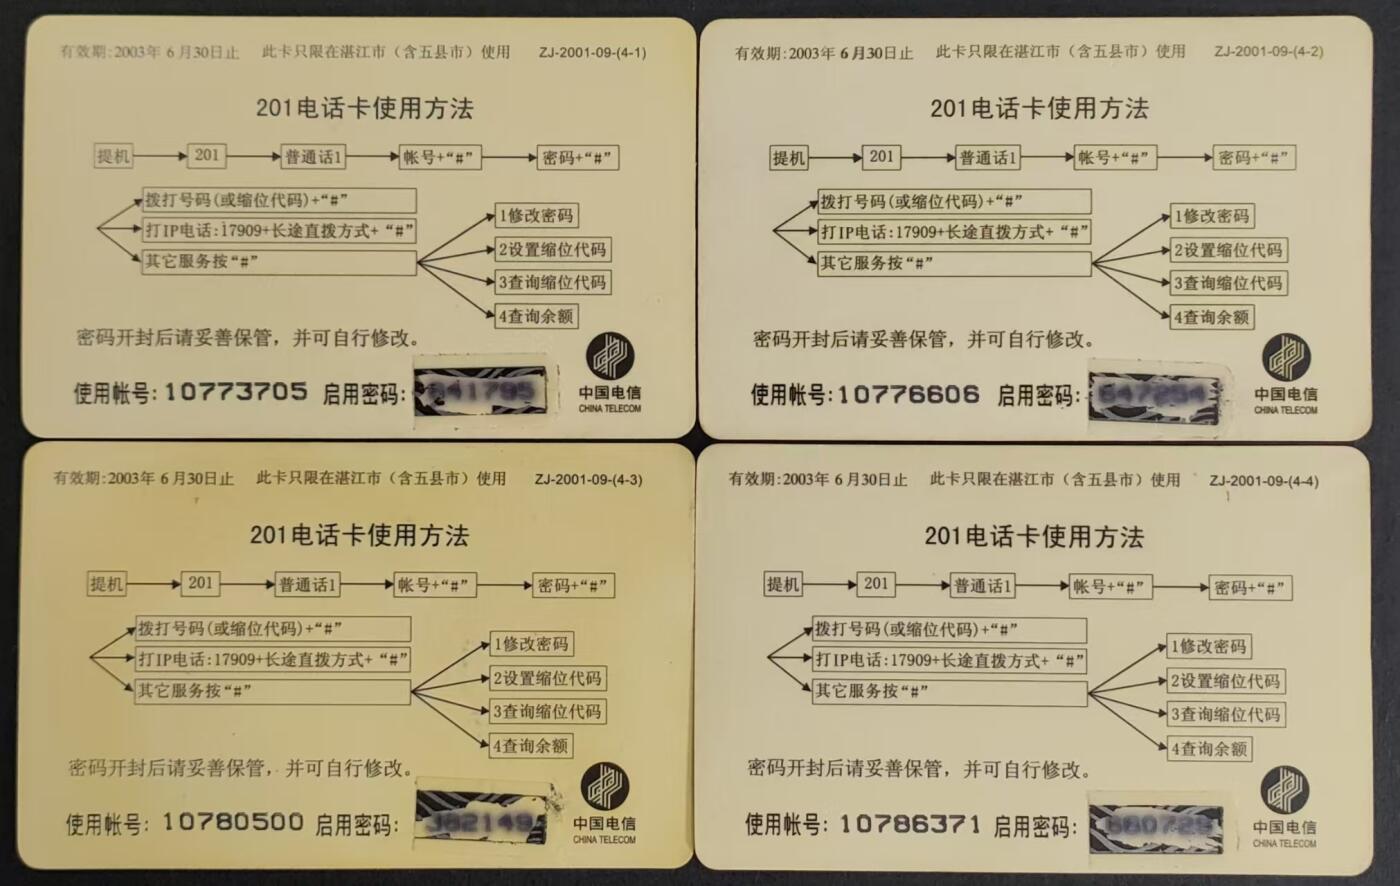 有效期:2003年 6月30日止 此卡只限在湛江市（含五县市）使用 ZJ-2001-09-(4-1)
201电话卡使用方法
提机 201 普通话1 帐号+“#” 密码+“#”
拨打号码(或缩位代码)+“#”
打IP电话:17909+长途直拨方式+“#”
其它服务按“#”
1修改密码
2设置缩位代码
3查询缩位代码
4查询余额
密码开封后请妥善保管，并可自行修改。
使用帐号:10773705 启用密码:
中国电信
CHINA TELECOM
有效期:2003年 6月30日止 此卡只限在湛江市（含五县市）使用 ZJ-2001-09-(4-2)
201电话卡使用方法
提机 201 普通话1 帐号+“#” 密码+“#”
拨打号码(或缩位代码)+“#”
打IP电话:17909+长途直拨方式+“#”
其它服务按“#”
1修改密码
2设置缩位代码
3查询缩位代码
4查询余额
密码开封后请妥善保管，并可自行修改。
使用帐号:10776606 启用密码:
中国电信
CHINA TELECOM
有效期:2003年 6月30日止 此卡只限在湛江市（含五县市）使用 ZJ-2001-09-(4-3)
201电话卡使用方法
提机 201 普通话1 帐号+“#” 密码+“#”
拨打号码(或缩位代码)+“#”
打IP电话:17909+长途直拨方式+“#”
其它服务按“#”
1修改密码
2设置缩位代码
3查询缩位代码
4查询余额
密码开封后请妥善保管，并可自行修改。
使用帐号:10780500 启用密码:
中国电信
CHINA TELECOM
有效期:2003年 6月30日止 此卡只限在湛江市（含五县市）使用 ZJ-2001-09-(4-4)
201电话卡使用方法
提机 201 普通话1 帐号+“#” 密码+“#”
拨打号码(或缩位代码)+“#”
打IP电话:17909+长途直拨方式+“#”
其它服务按“#”
1修改密码
2设置缩位代码
3查询缩位代码
4查询余额
密码开封后请妥善保管，并可自行修改。
使用帐号:10786371 启用密码:
中国电信
CHINA TELECOM